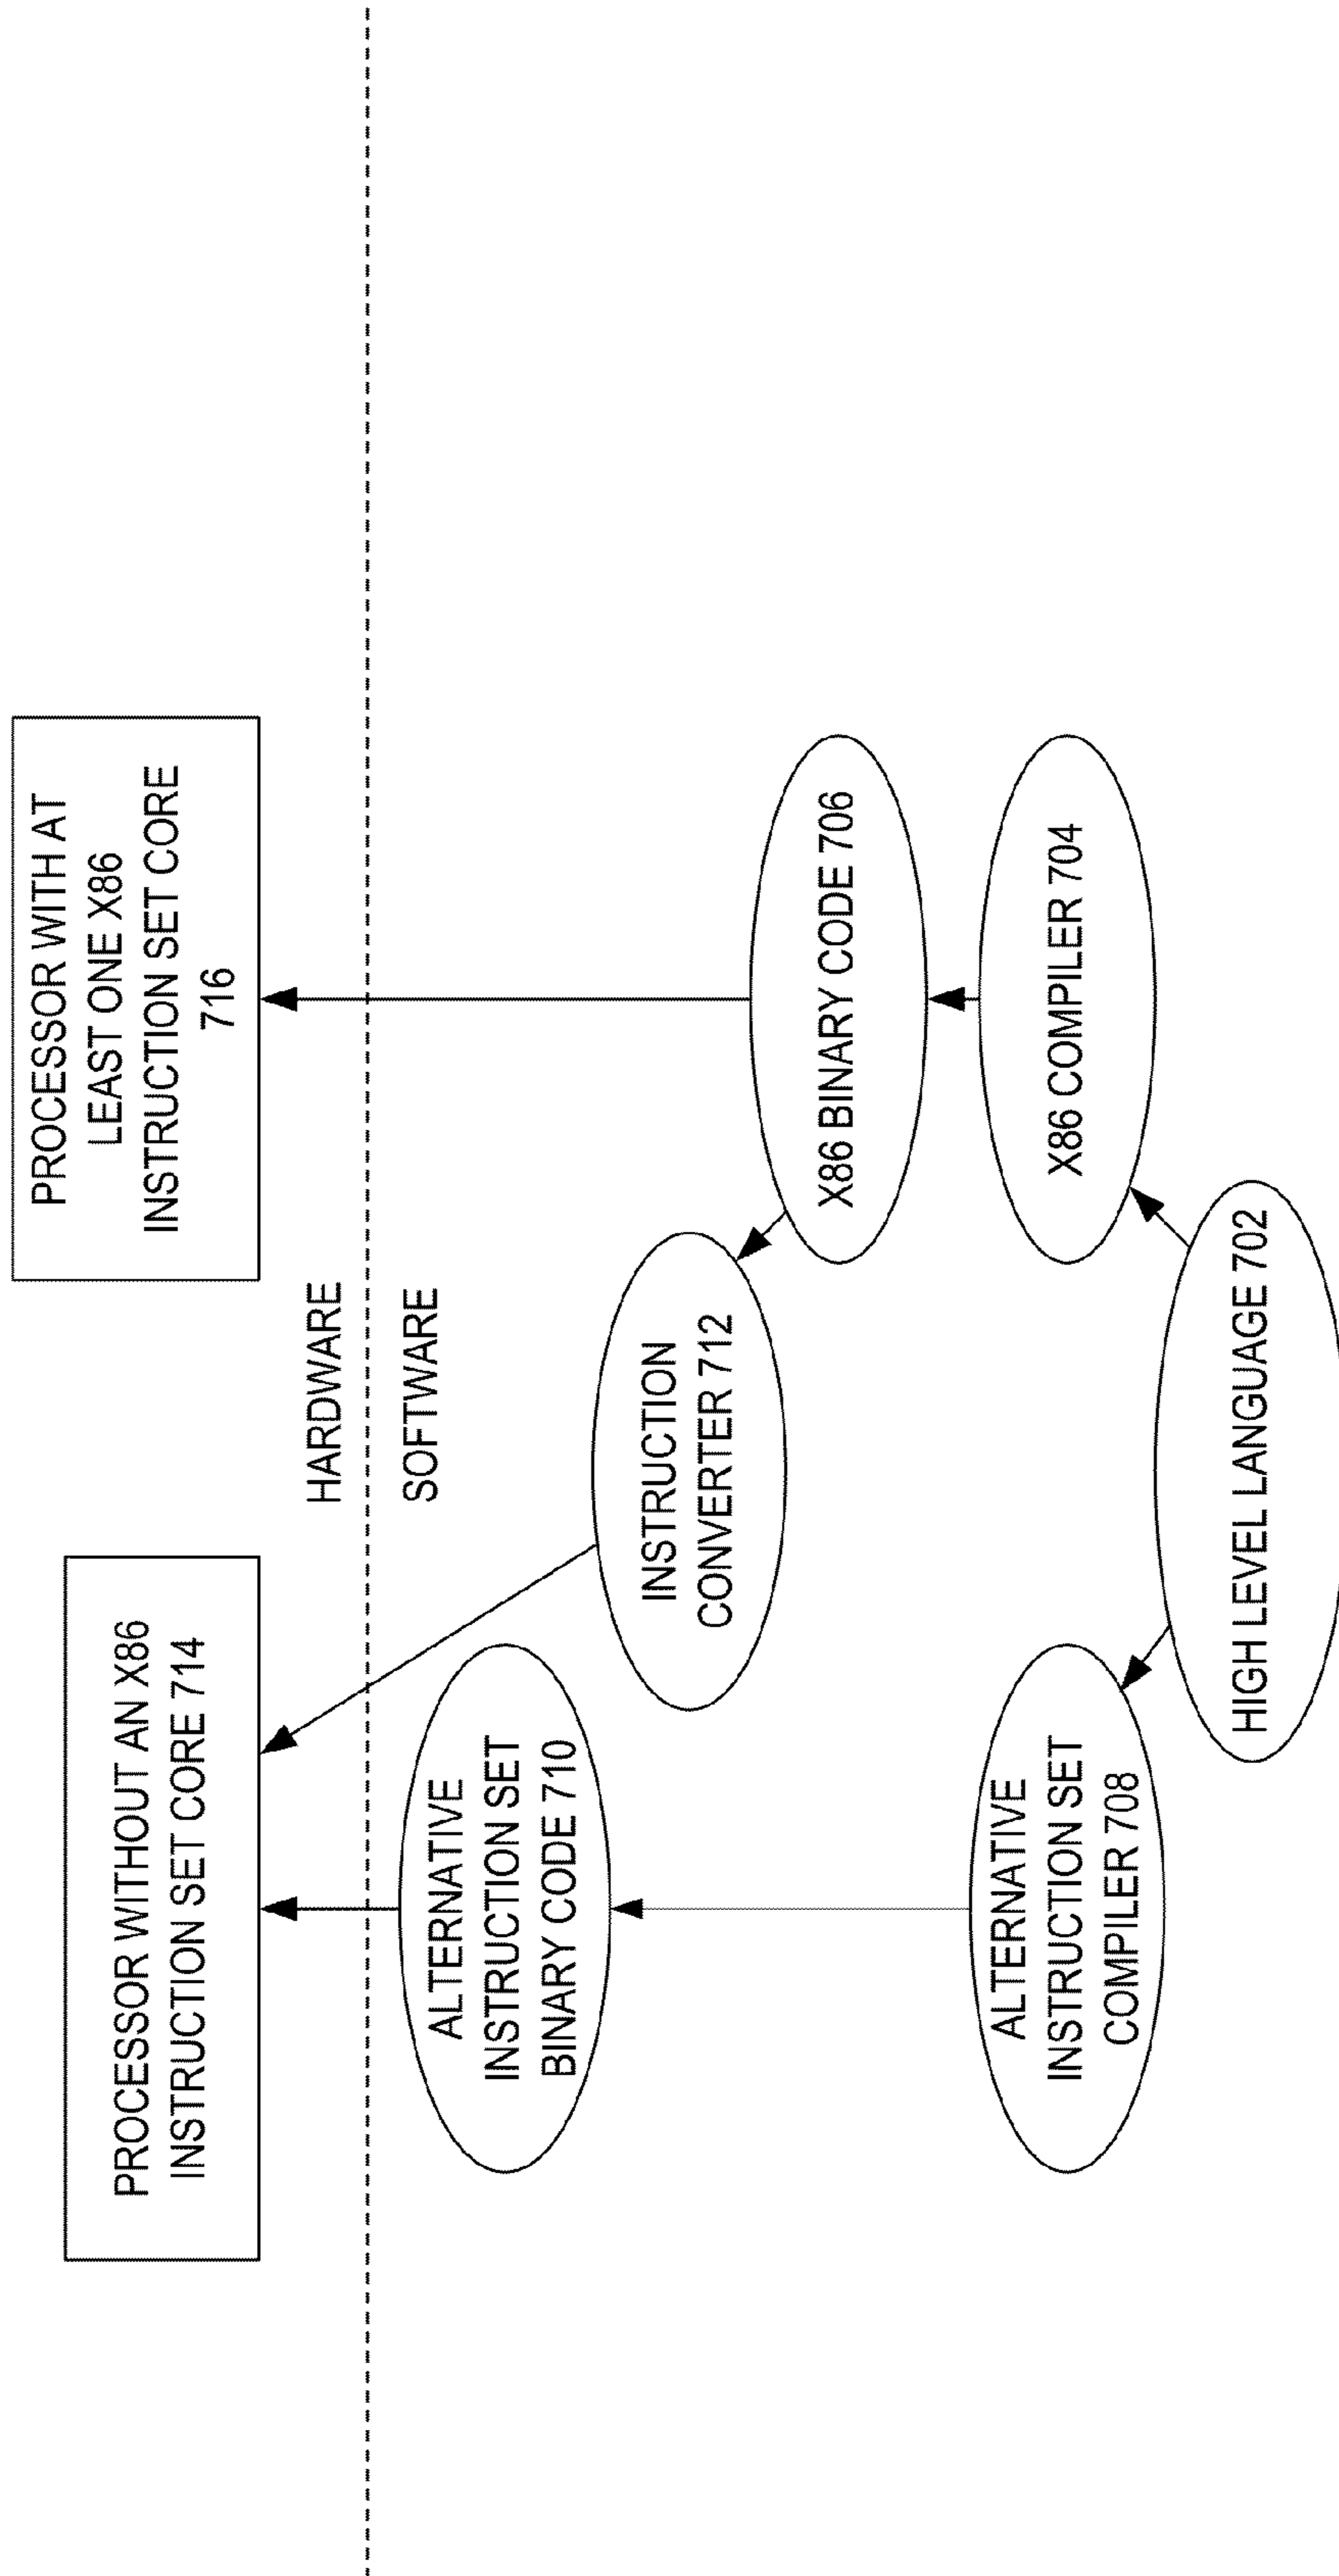 PROCESSOR WITHOUT AN X86
INSTRUCTION SET CORE 714
PROCESSOR WITH AT
LEAST ONE X86
INSTRUCTION SET CORE
716
HARDWARE
SOFTWARE
ALTERNATIVE
INSTRUCTION SET
BINARY CODE 710
INSTRUCTION
CONVERTER 712
X86 BINARY CODE 706
ALTERNATIVE
INSTRUCTION SET
COMPILER 708
X86 COMPILER 704
HIGH LEVEL LANGUAGE 702